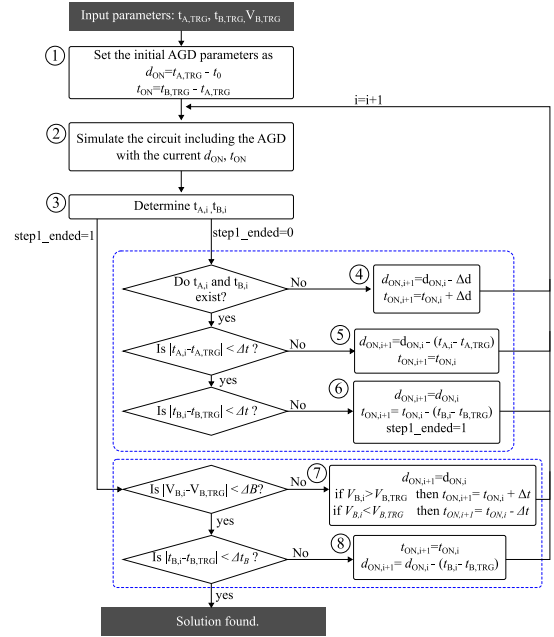 Input parameters: tA,TRG, tB,TRG,VB,TRG
1
Set the initial AGD parameters as
dON=tA,TRG - t0
tON=tB,TRG - tA,TRG
i=i+1
2
Simulate the circuit including the AGD
with the current dON, tON
3
Determine tA,i ,tB,i
step1_ended=1
step1_ended=0
Do tA,i and tB,i
exist?
No
4
dON,i+1=dON,i - Δd
tON,i+1=tON,i + Δd
yes
Is |tA,i-tA,TRG| < Δt ?
No
5
dON,i+1=dON,i - (tA,i- tA,TRG)
tON,i+1=tON,i
yes
Is |tB,i-tB,TRG| < Δt ?
No
6
dON,i+1=dON,i
tON,i+1= tON,i - (tB,i- tB,TRG)
step1_ended=1
Is |VB,i-VB,TRG| < ΔB?
No
7
dON,i+1=dON,i
if VB,i>VB,TRG then tON,i+1= tON,i + Δt
if VB,i<VB,TRG then tON,i+1= tON,i - Δt
yes
Is |tB,i-tB,TRG| < ΔtB ?
No
8
tON,i+1=tON,i
dON,i+1= dON,i - (tB,i- tB,TRG)
yes
Solution found.